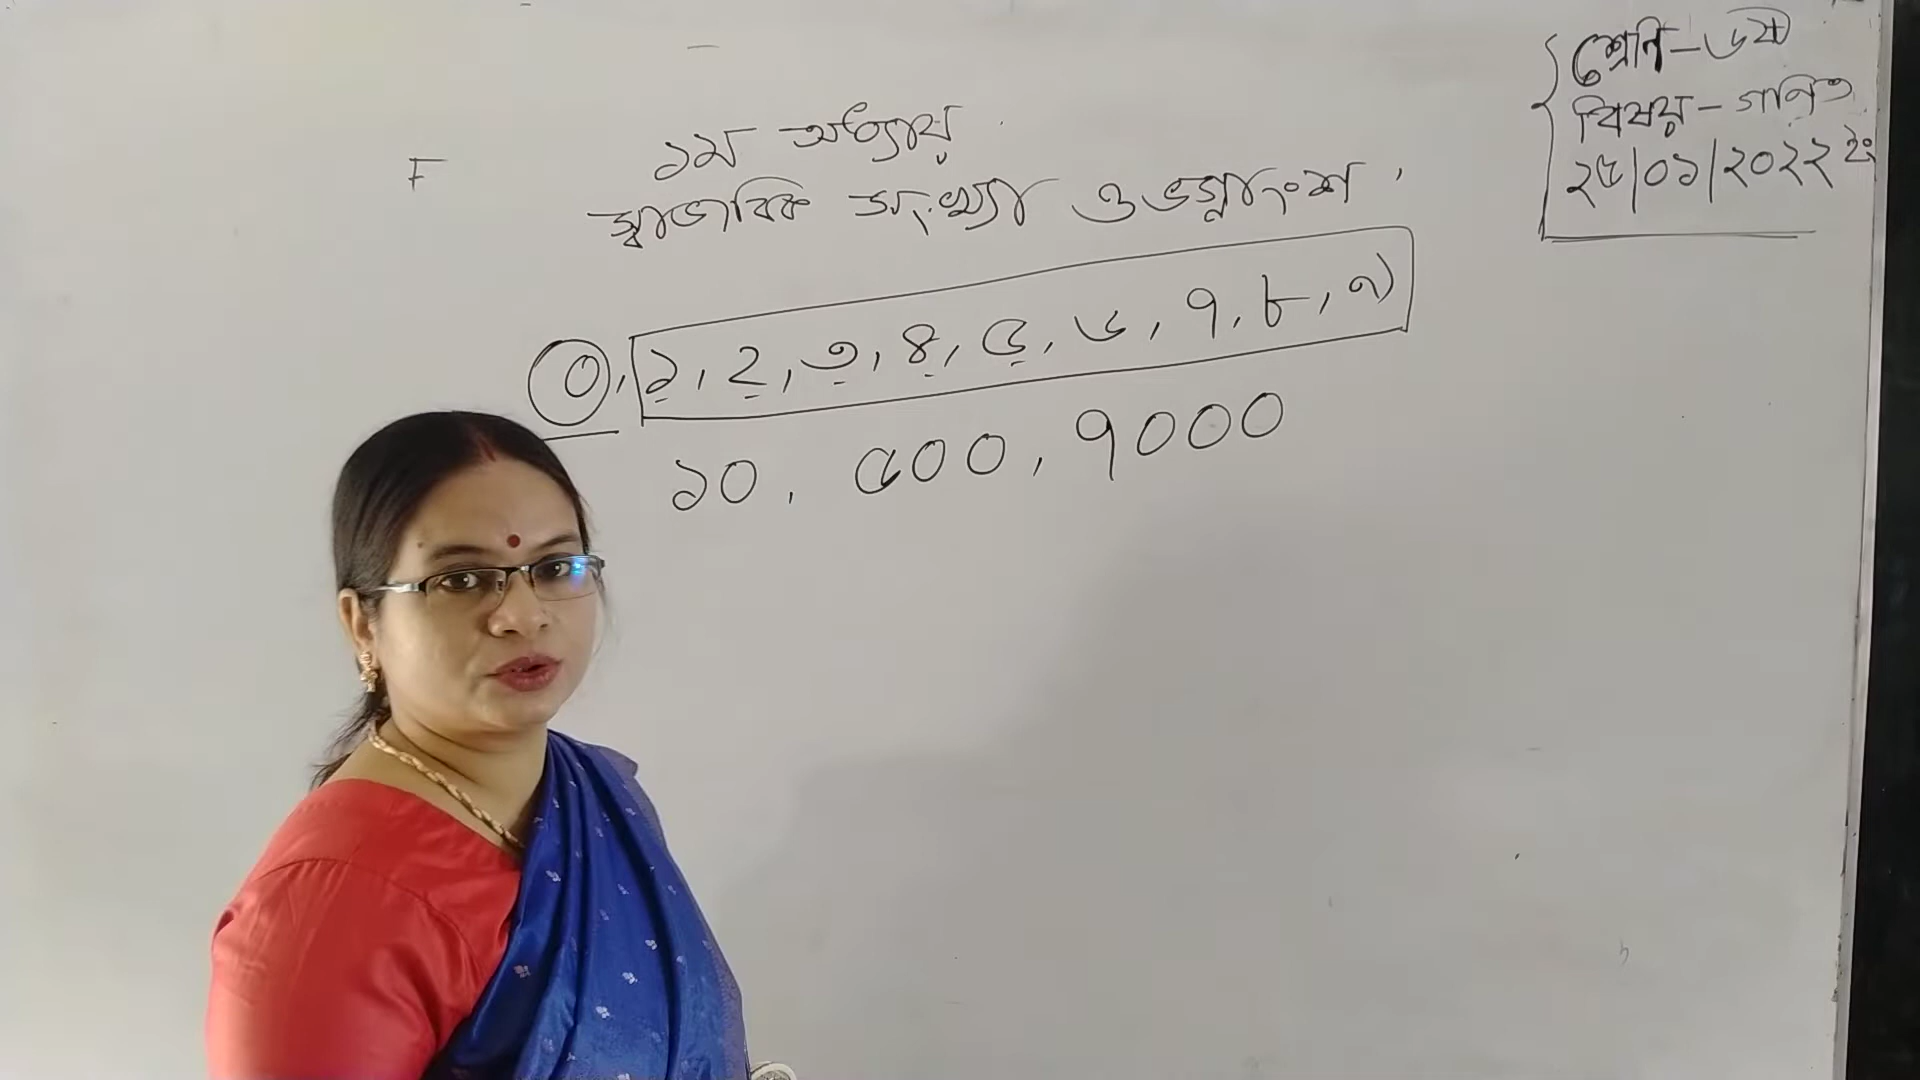 শ্রেণি - ৬ষ্ঠ
বিষয় - গণিত
২৫/০১/২০২২ ইং
১ম অধ্যায়
স্বাভাবিক সংখ্যা ও ভগ্নাংশ
F
০, ১, ২, ৩, ৪, ৫, ৬, ৭, ৮, ৯
১০, ৫০০, ৭০০০